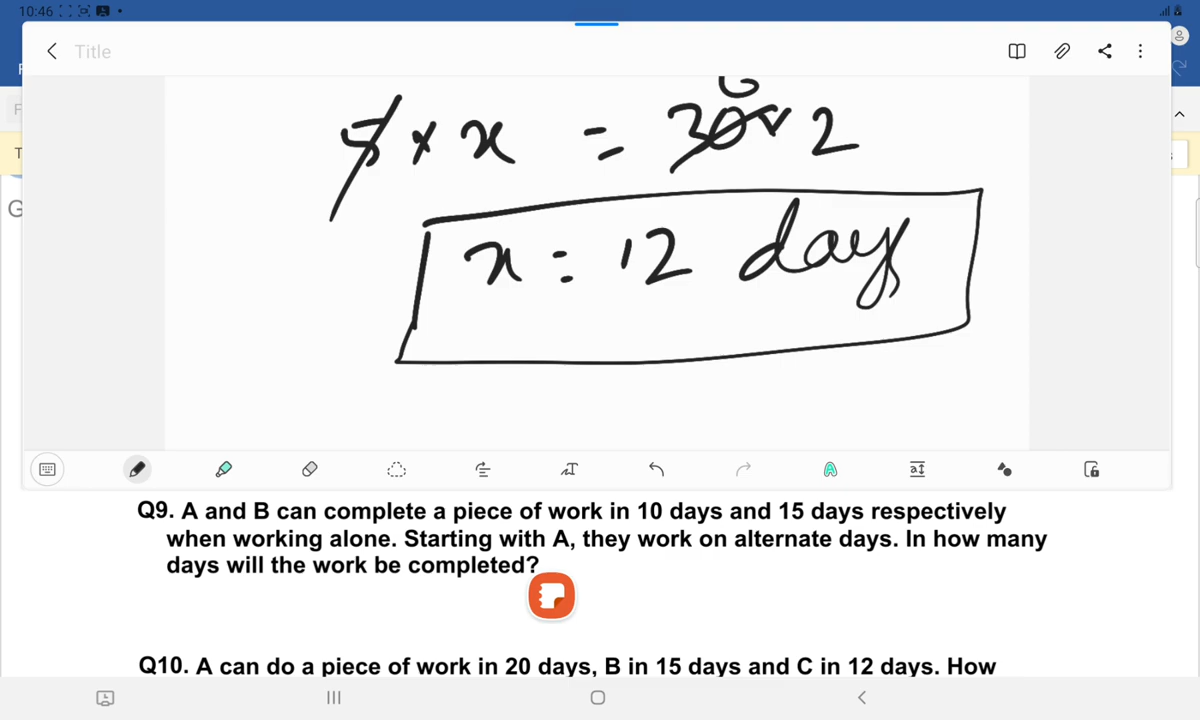 10:46
Title
5 × x = 30 × 2
x = 12 days
Q9. A and B can complete a piece of work in 10 days and 15 days respectively
when working alone. Starting with A, they work on alternate days. In how many
days will the work be completed?
Q10. A can do a piece of work in 20 days, B in 15 days and C in 12 days. How